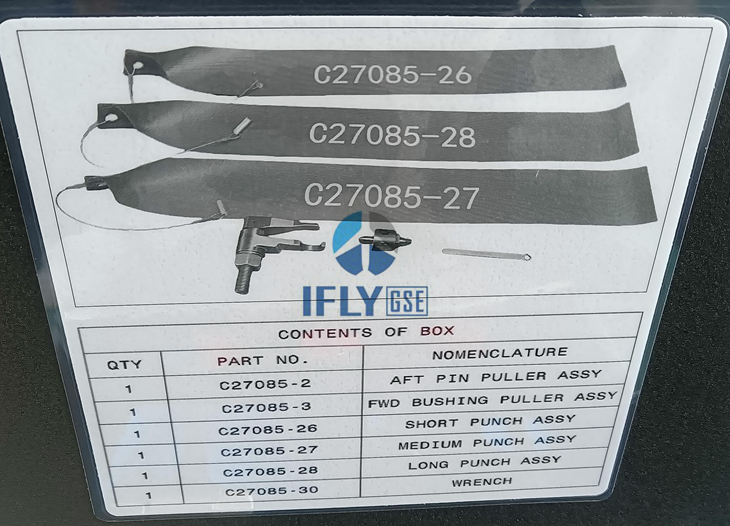 C27085-26
C27085-28
C27085-27
IFLY GSE
CONTENTS OF BOX
QTY PART NO. NOMENCLATURE
1 C27085-2 AFT PIN PULLER ASSY
1 C27085-3 FWD BUSHING PULLER ASSY
1 C27085-26 SHORT PUNCH ASSY
1 C27085-27 MEDIUM PUNCH ASSY
1 C27085-28 LONG PUNCH ASSY
1 C27085-30 WRENCH